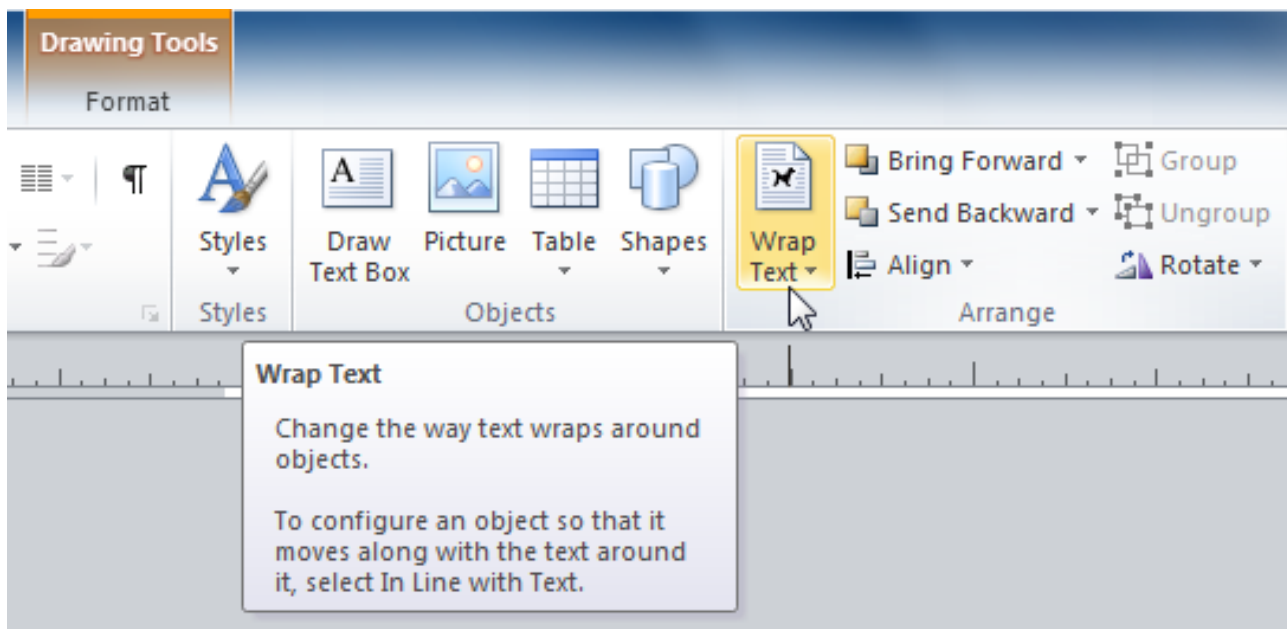 Drawing Tools
Format
Styles
Draw
Text Box
Picture
Table
Shapes
Wrap
Text
Bring Forward
Send Backward
Align
Group
Ungroup
Rotate
Styles
Objects
Arrange
Wrap Text
Change the way text wraps around
objects.
To configure an object so that it
moves along with the text around
it, select In Line with Text.